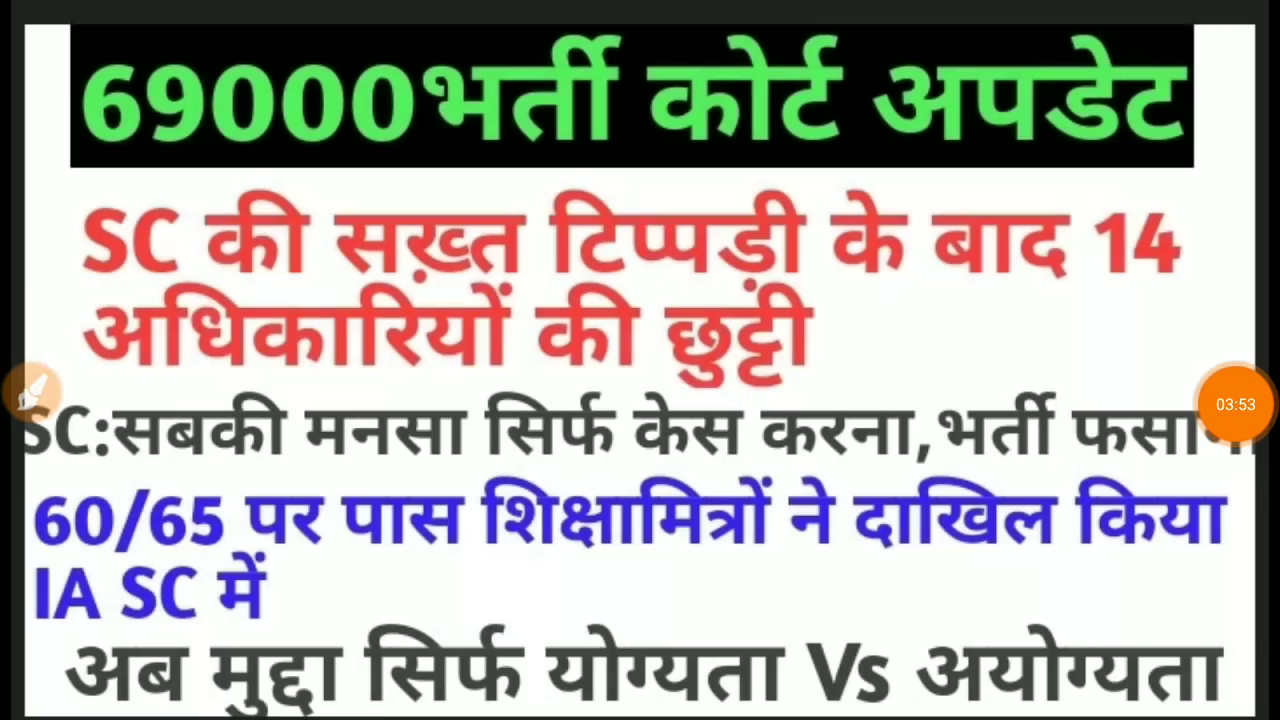 69000भर्ती कोर्ट अपडेट
SC की सख़्त टिप्पड़ी के बाद 14
अधिकारियों की छुट्टी
03:53
SC:सबकी मनसा सिर्फ केस करना,भर्ती फसाना
60/65 पर पास शिक्षामित्रों ने दाखिल किया
IA SC में
अब मुद्दा सिर्फ योग्यता Vs अयोग्यता